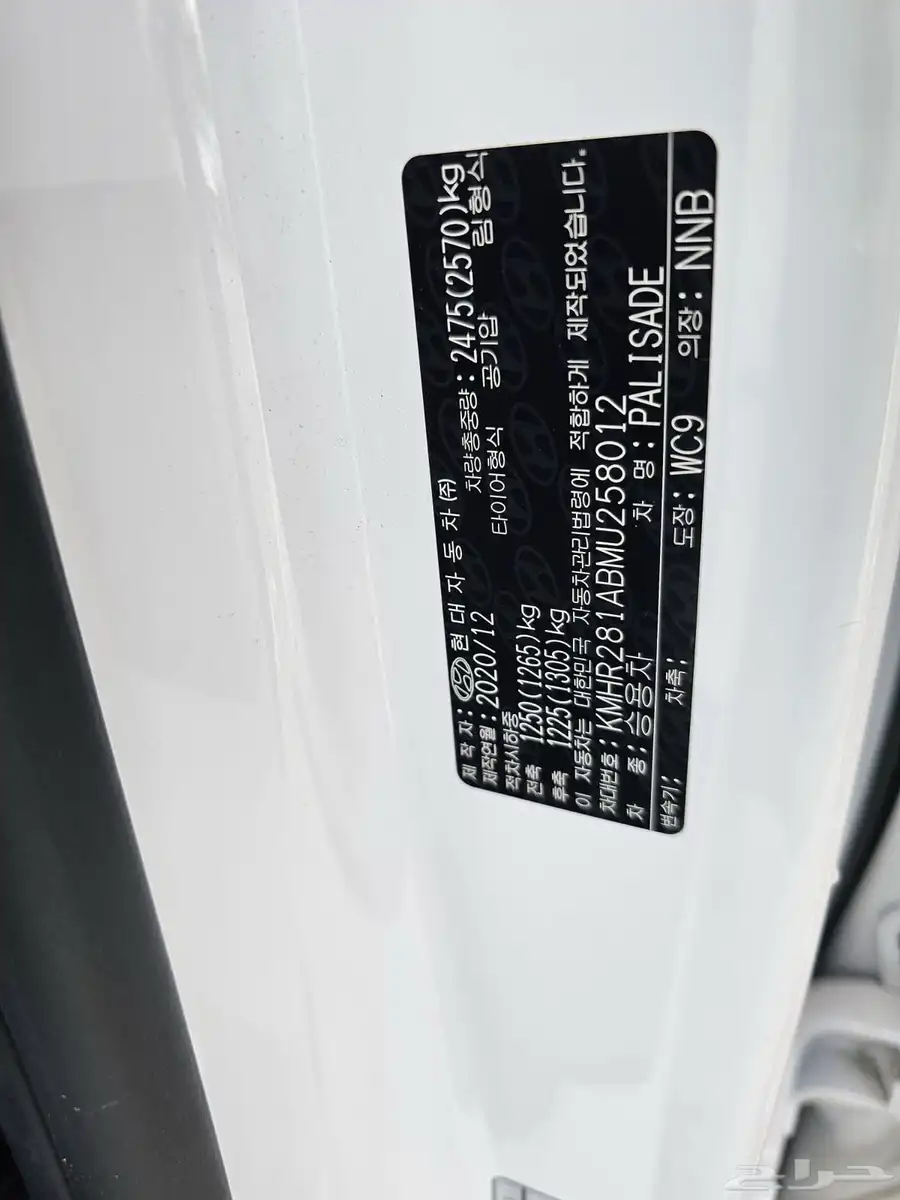 제 작 자: 현 대 자 동 차 (주)
제작연월: 2020/12 차량총중량: 2475(2570)kg
적차시하중 타이어형식 공기압 림형식
전축 1250(1265)kg
후축 1225(1305)kg
이 자동차는 대한민국 자동차관리법령에 적합하게 제작되었습니다.
차대번호: KMHR281ABMU258012
차 종: 승용차 차 명: PALISADE
변속기: 차축: 도장: WC9 의장: NNB
حراج